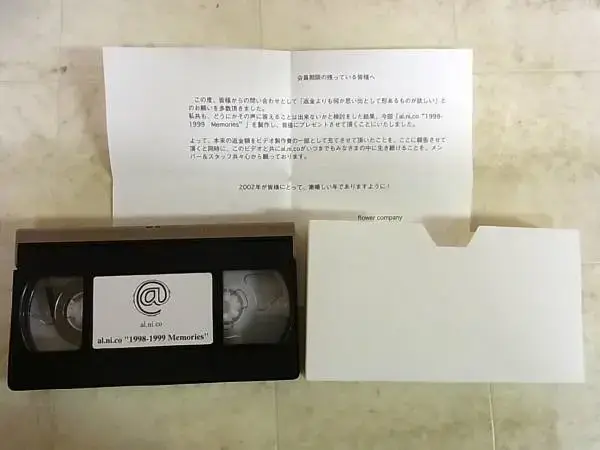 会員期限の残っている皆様へ
この度、皆様からの問い合わせとして「返金よりも何か思い出として形あるものが欲しい」と
のお願いを多数頂きました。
私共も、どうにかその声に答えることは出来ないかと検討をした結果、今回「al.ni.co "1998-
1999 Memories"」を製作し、皆様にプレゼントさせて頂くことにいたしました。
よって、本来の返金額をビデオ製作費の一部として充てさせて頂いたことを、ここに報告させて
頂くと同時に、このビデオと共にal.ni.coがいつまでもみなさまの中に生き続けることを、メン
バー＆スタッフ共々心から願っております。
2002年が皆様にとって、素晴しい年でありますように！
flower company
@
al.ni.co
al.ni.co "1998-1999 Memories"